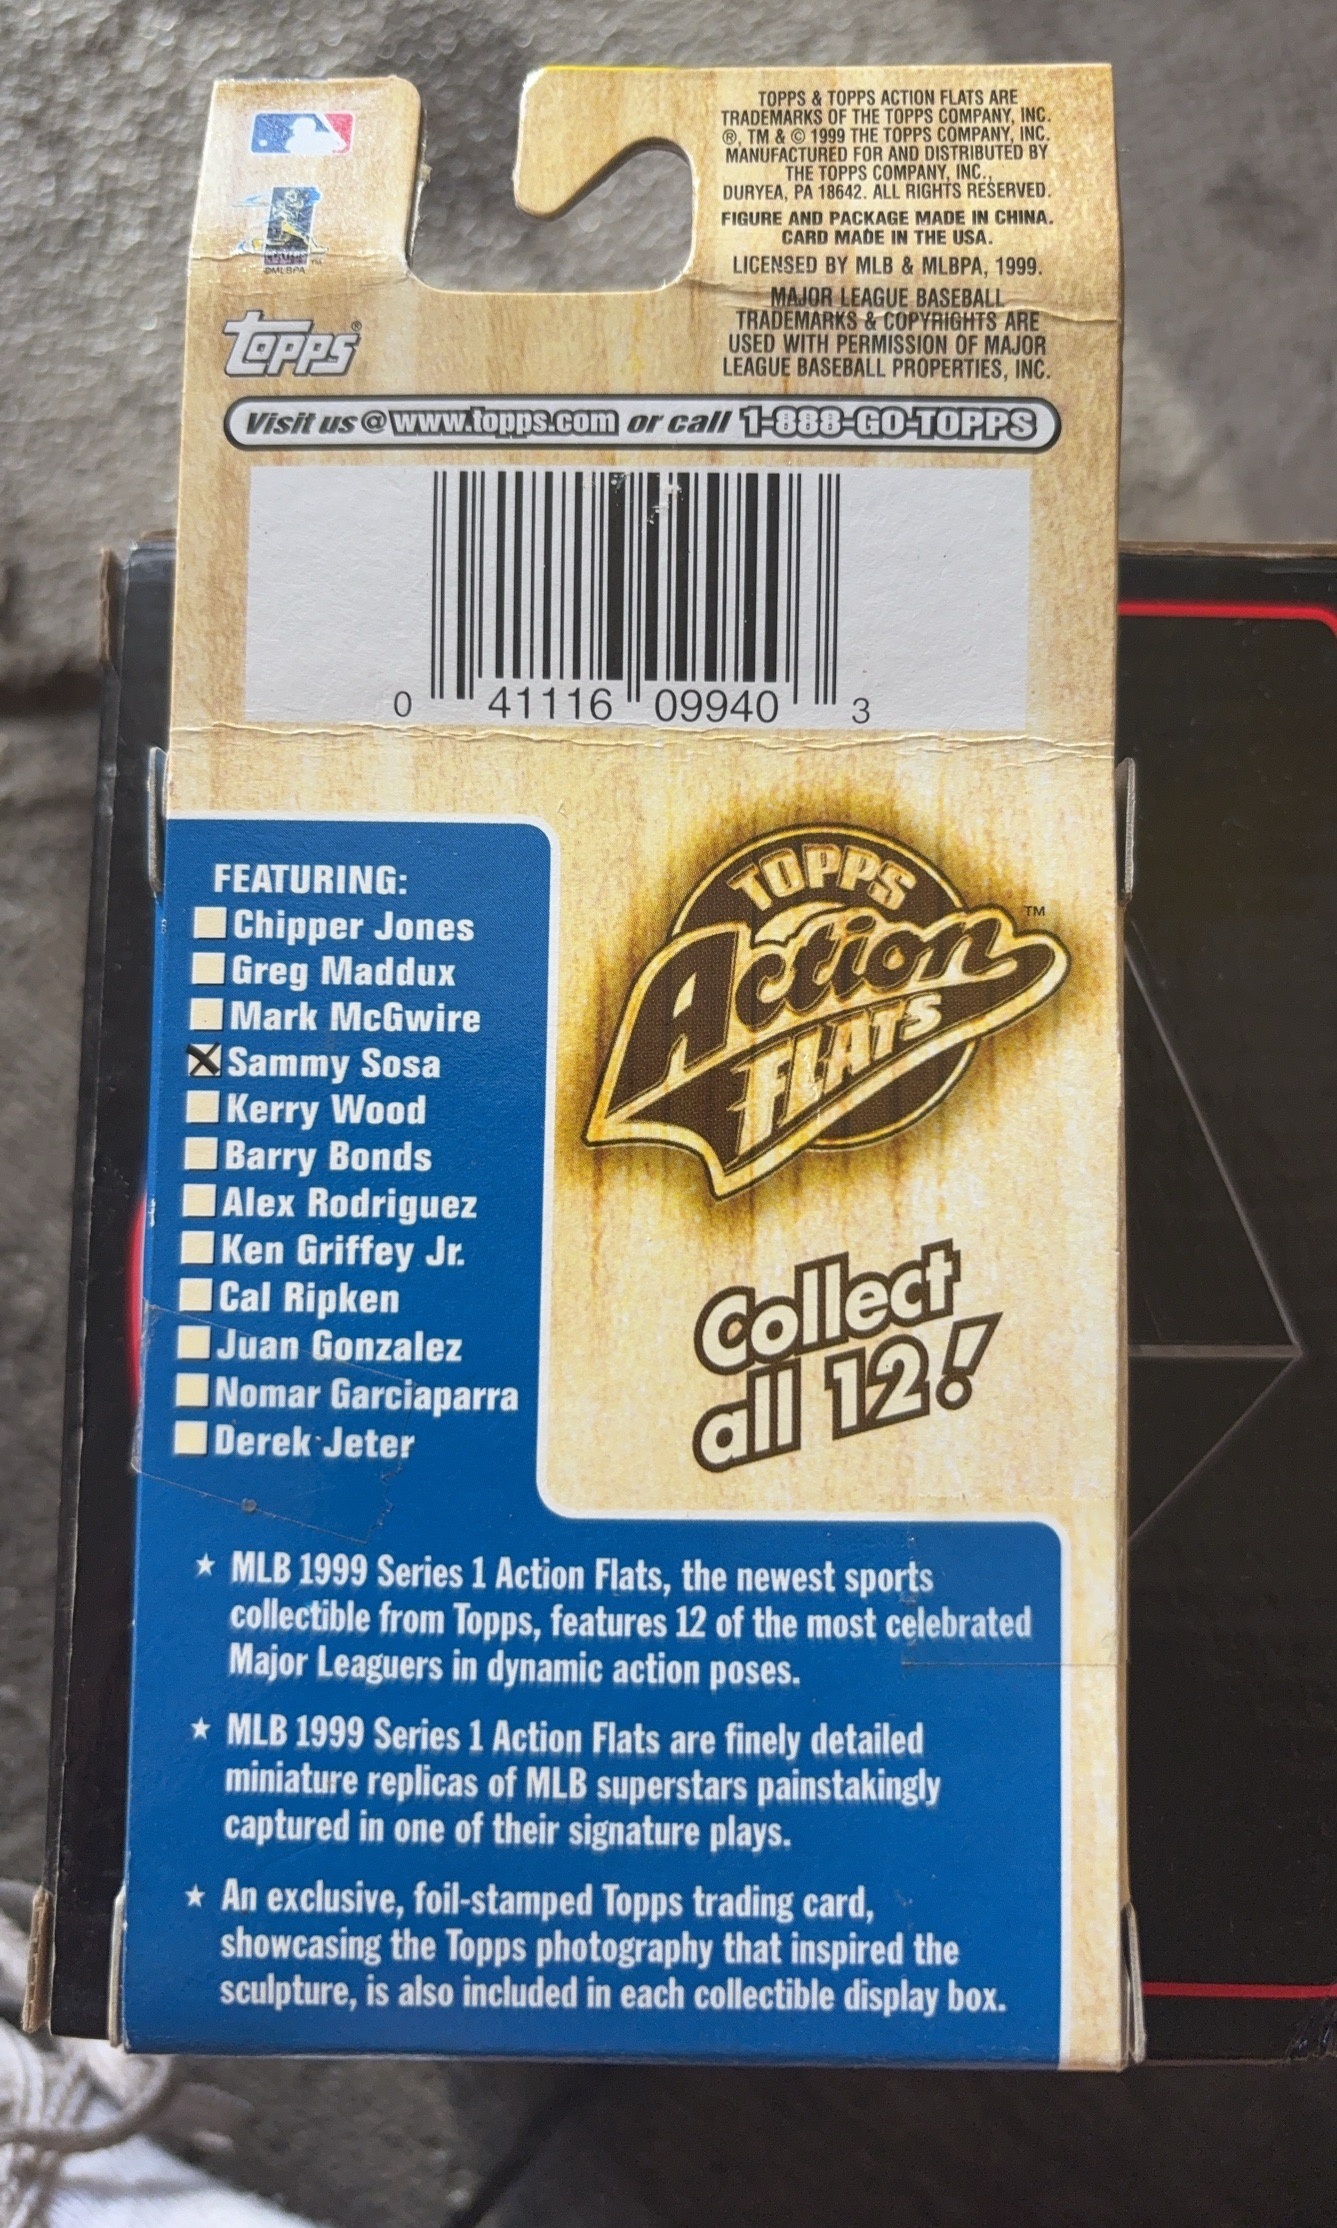 TOPPS & TOPPS ACTION FLATS ARE
TRADEMARKS OF THE TOPPS COMPANY, INC.
®, TM & © 1999 THE TOPPS COMPANY, INC.
MANUFACTURED FOR AND DISTRIBUTED BY
THE TOPPS COMPANY, INC.,
DURYEA, PA 18642. ALL RIGHTS RESERVED.
FIGURE AND PACKAGE MADE IN CHINA.
CARD MADE IN THE USA.
LICENSED BY MLB & MLBPA, 1999.
MAJOR LEAGUE BASEBALL
TRADEMARKS & COPYRIGHTS ARE
USED WITH PERMISSION OF MAJOR
LEAGUE BASEBALL PROPERTIES, INC.
©MLBPA
topps®
Visit us @ www.topps.com or call 1-888-GO-TOPPS
0 41116 09940 3
FEATURING:
Chipper Jones
Greg Maddux
Mark McGwire
Sammy Sosa
Kerry Wood
Barry Bonds
Alex Rodriguez
Ken Griffey Jr.
Cal Ripken
Juan Gonzalez
Nomar Garciaparra
Derek Jeter
TOPPS
Action™
FLATS
Collect
all 12!
★ MLB 1999 Series 1 Action Flats, the newest sports
collectible from Topps, features 12 of the most celebrated
Major Leaguers in dynamic action poses.
★ MLB 1999 Series 1 Action Flats are finely detailed
miniature replicas of MLB superstars painstakingly
captured in one of their signature plays.
★ An exclusive, foil-stamped Topps trading card,
showcasing the Topps photography that inspired the
sculpture, is also included in each collectible display box.